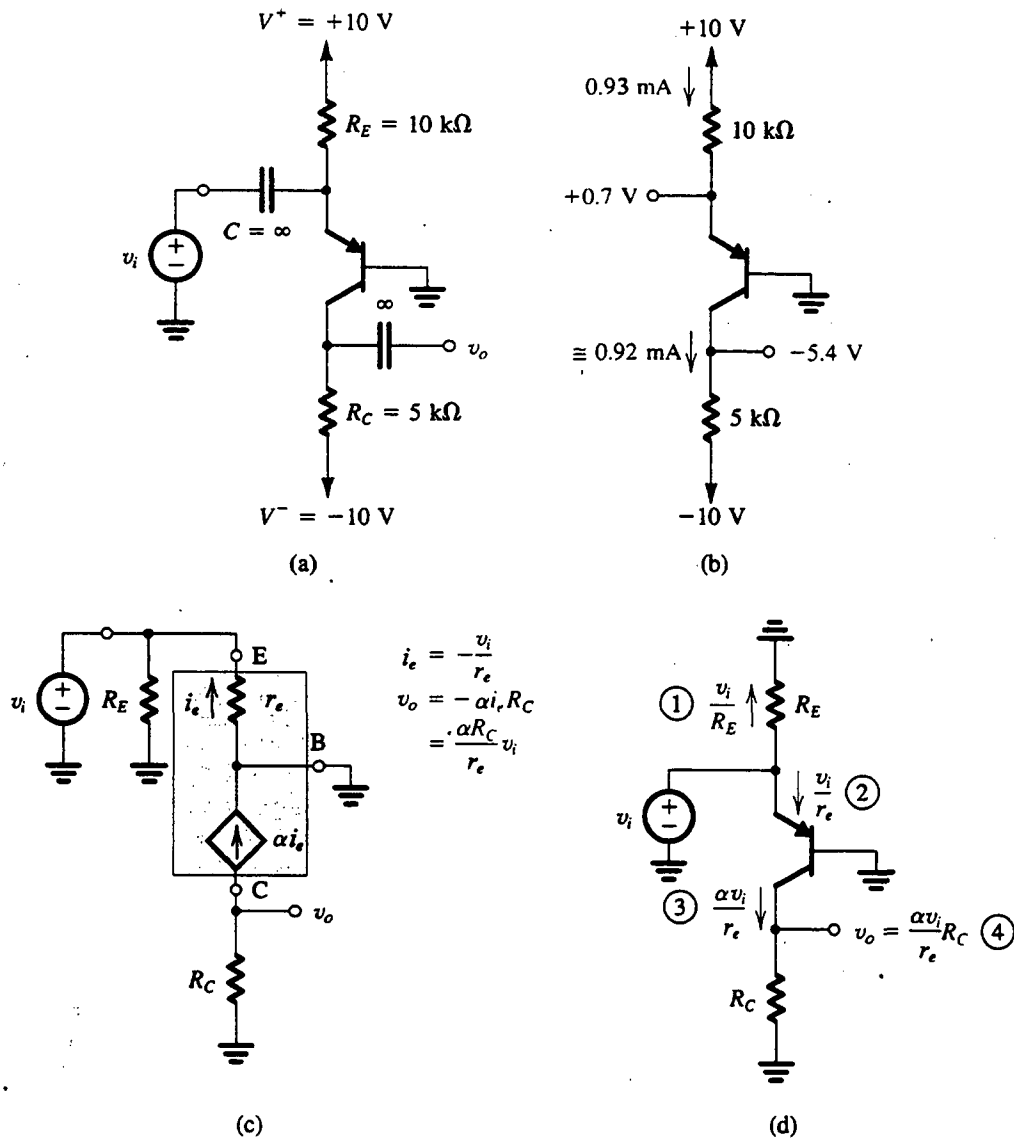 V⁺ = +10 V
R_E = 10 kΩ
C = ∞
v_i
+
−
∞
v_o
R_C = 5 kΩ
V⁻ = −10 V
(a)
+10 V
0.93 mA
10 kΩ
+0.7 V
≅ 0.92 mA
−5.4 V
5 kΩ
−10 V
(b)
E
v_i
+
−
R_E
i_e
r_e
B
αi_e
C
v_o
R_C
i_e = −v_i/r_e
v_o = −αi_e R_C
= αR_C/r_e v_i
(c)
① v_i/R_E
R_E
v_i/r_e ②
v_i
+
−
③ αv_i/r_e
v_o = αv_i/r_e R_C ④
R_C
(d)